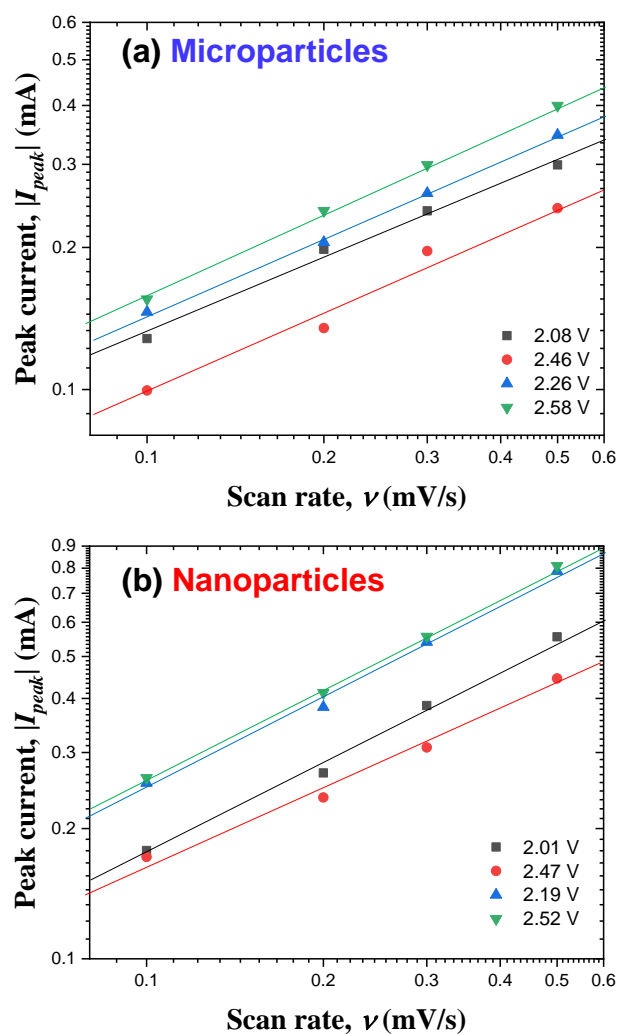 (a) Microparticles
Peak current, |I_peak| (mA)
0.6
0.4
0.3
0.2
0.1
2.08 V
2.46 V
2.26 V
2.58 V
0.1 0.2 0.3 0.4 0.5 0.6
Scan rate, ν (mV/s)
(b) Nanoparticles
Peak current, |I_peak| (mA)
0.9
0.8
0.7
0.6
0.5
0.4
0.3
0.2
0.1
2.01 V
2.47 V
2.19 V
2.52 V
0.1 0.2 0.3 0.4 0.5 0.6
Scan rate, ν (mV/s)